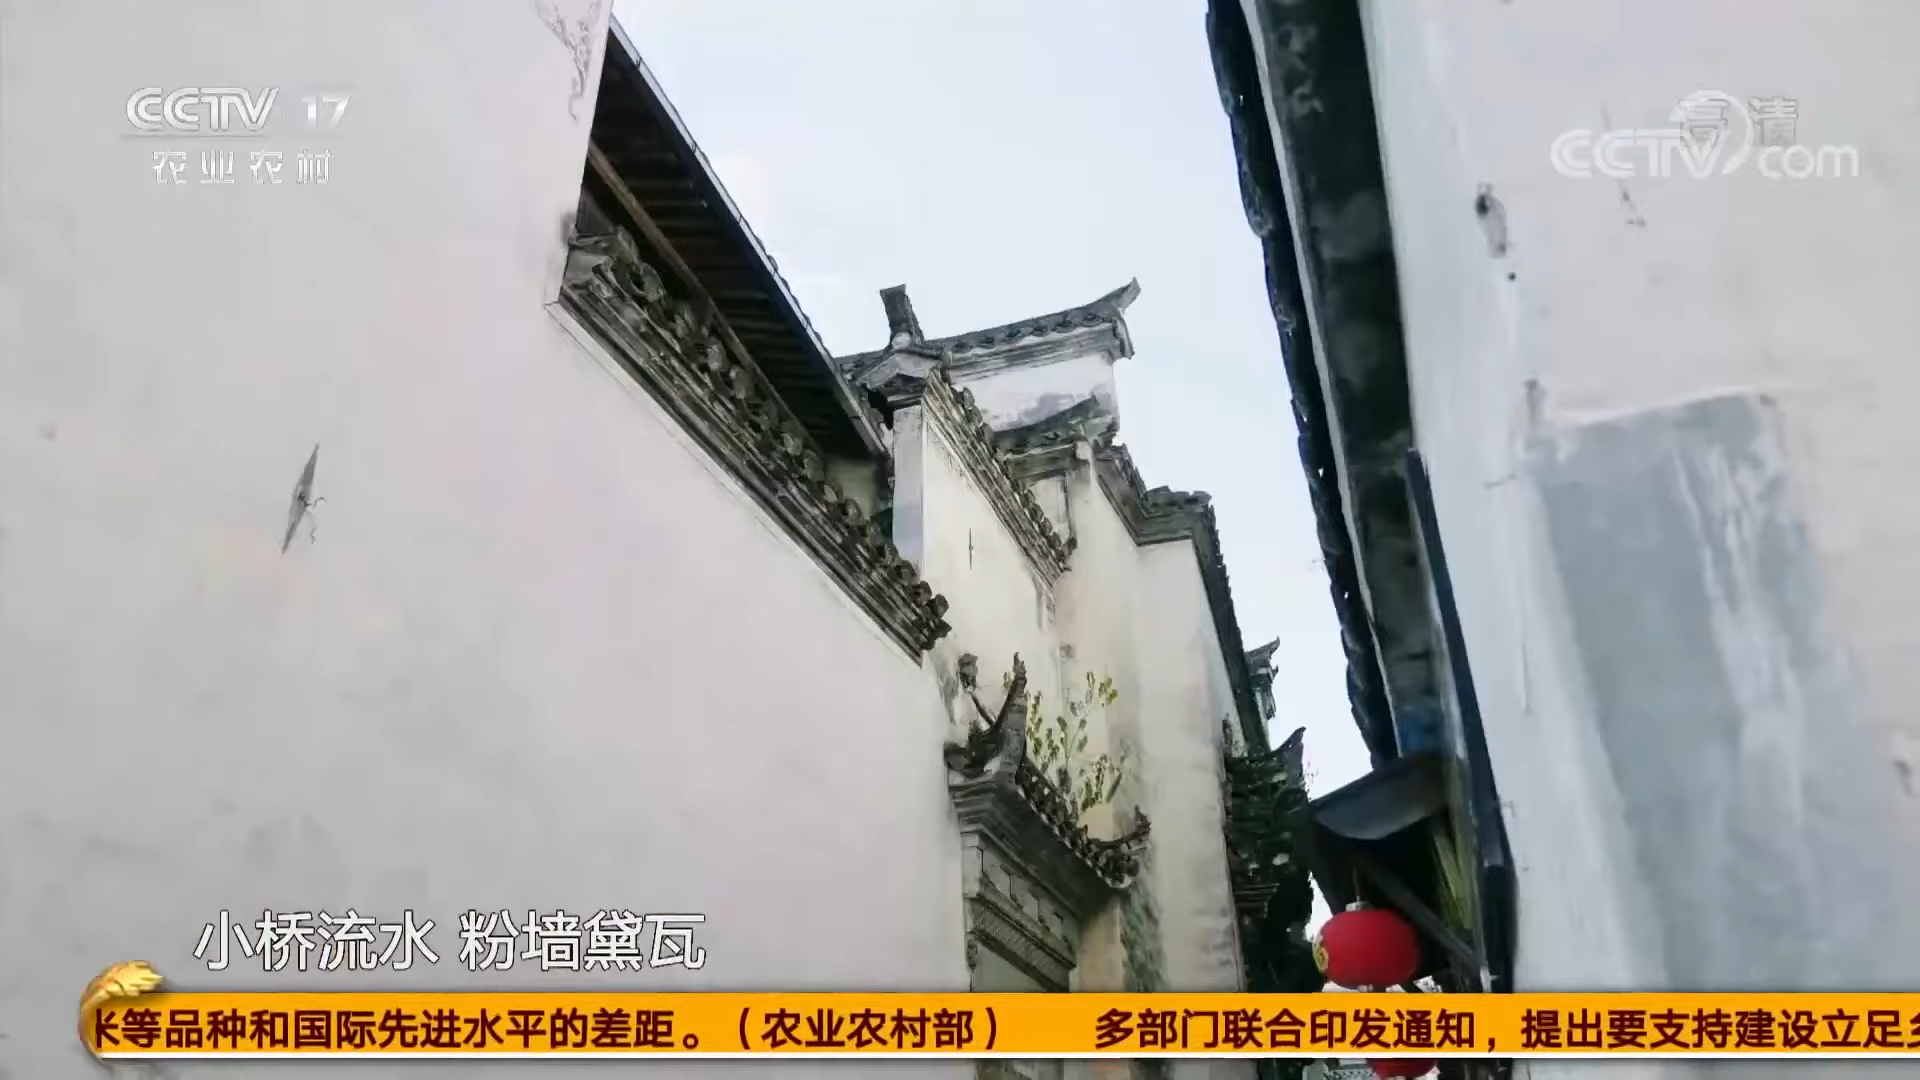 CCTV 17
农业农村
高清
CCTV.com
小桥流水 粉墙黛瓦
等品种和国际先进水平的差距。（农业农村部） 多部门联合印发通知，提出要支持建设立足